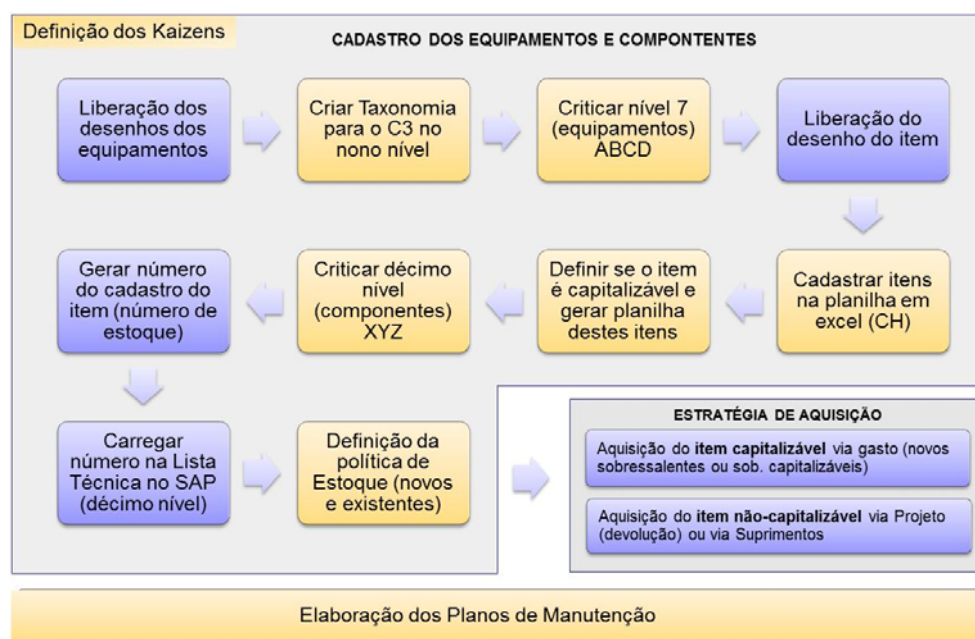 Definição dos Kaizens
CADASTRO DOS EQUIPAMENTOS E COMPONTENTES
Liberação dos
desenhos dos
equipamentos
Criar Taxonomia
para o C3 no
nono nível
Criticar nível 7
(equipamentos)
ABCD
Liberação do
desenho do item
Cadastrar itens
na planilha em
excel (CH)
Definir se o item
é capitalizável e
gerar planilha
destes itens
Criticar décimo
nível
(componentes)
XYZ
Gerar número
do cadastro do
item (número de
estoque)
Carregar
número na Lista
Técnica no SAP
(décimo nível)
Definição da
política de
Estoque (novos
e existentes)
ESTRATÉGIA DE AQUISIÇÃO
Aquisição do item capitalizável via gasto (novos
sobressalentes ou sob. capitalizáveis)
Aquisição do item não-capitalizável via Projeto
(devolução) ou via Suprimentos
Elaboração dos Planos de Manutenção